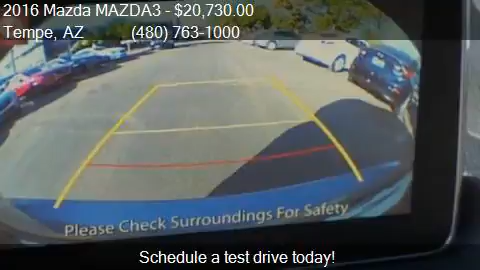 2016 Mazda MAZDA3 - $20,730.00
Tempe, AZ (480) 763-1000
Please Check Surroundings For Safety
Schedule a test drive today!